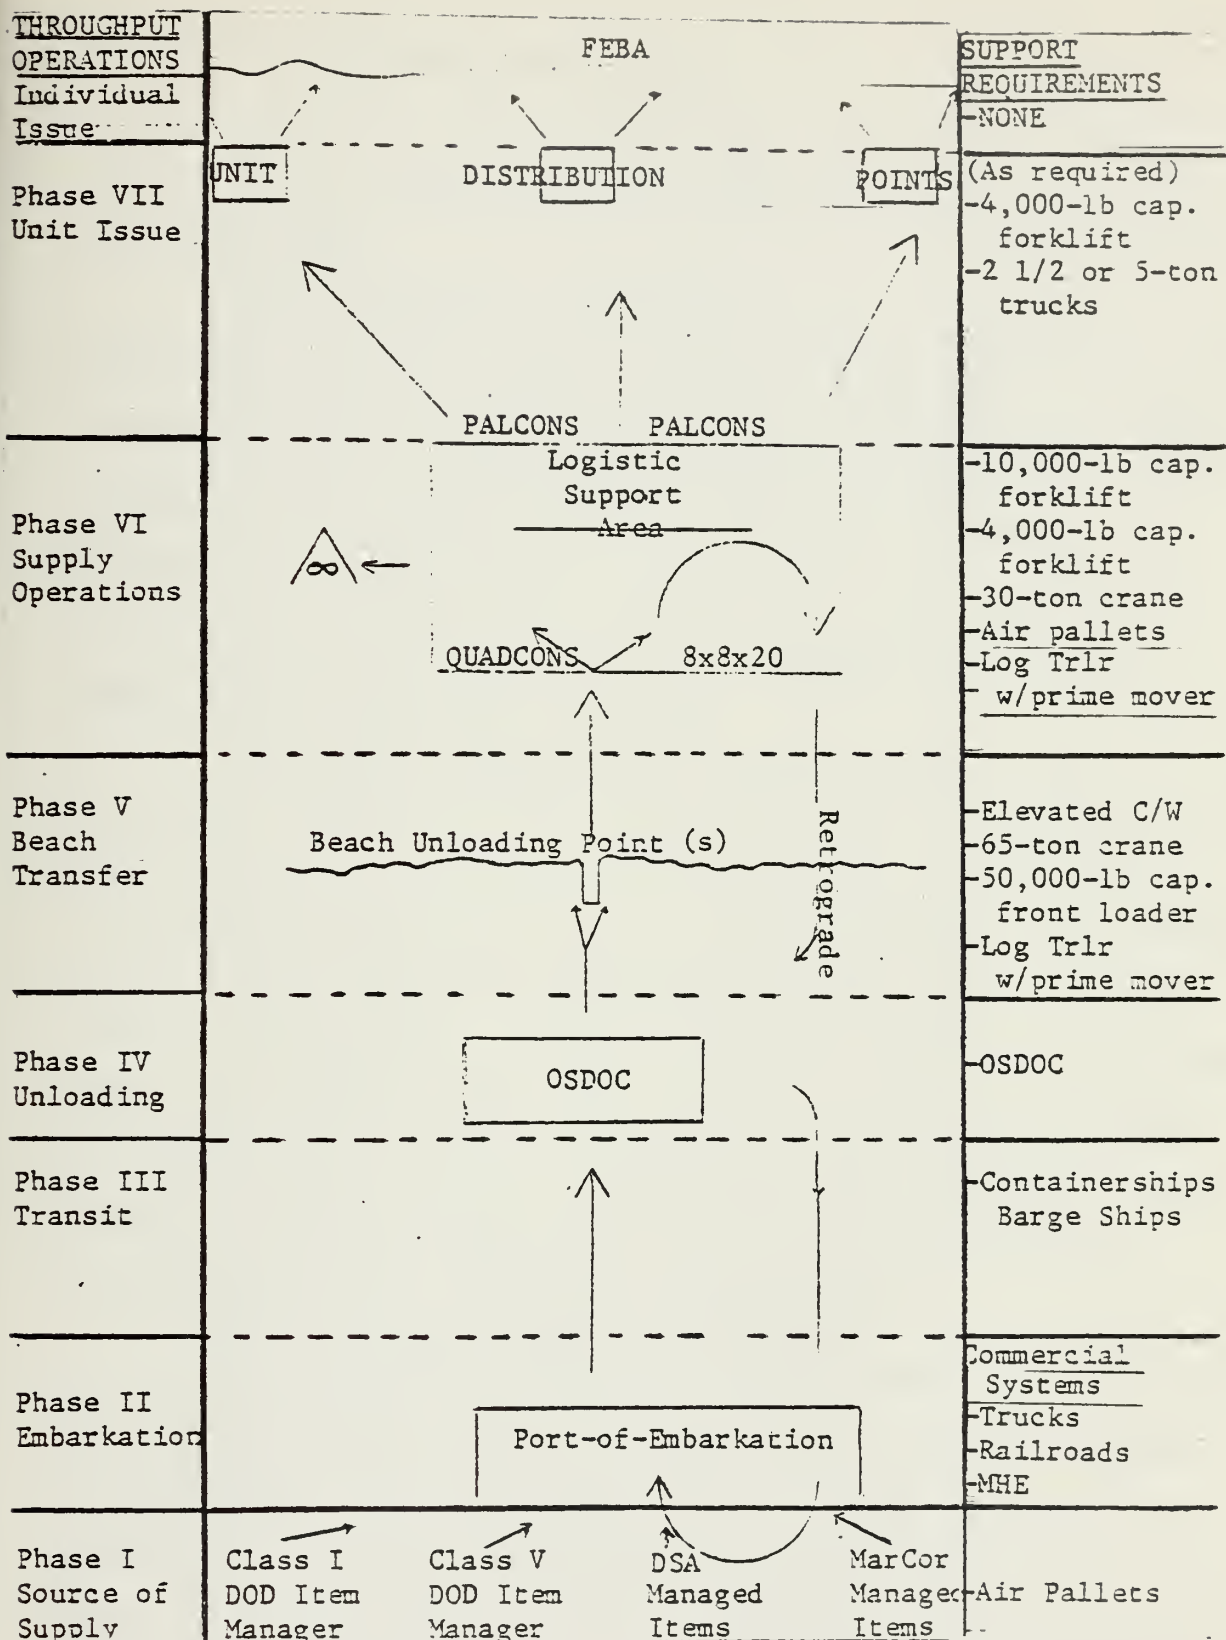 THROUGHPUT
OPERATIONS
Individual
Issue
FEBA
SUPPORT
REQUIREMENTS
-NONE
Phase VII
Unit Issue
UNIT
DISTRIBUTION
POINTS
(As required)
-4,000-lb cap.
forklift
-2 1/2 or 5-ton
trucks
PALCONS PALCONS
Phase VI
Supply
Operations
Logistic
Support
Area
∞
QUADCONS
8x8x20
-10,000-lb cap.
forklift
-4,000-lb cap.
forklift
-30-ton crane
-Air pallets
-Log Trlr
w/prime mover
Phase V
Beach
Transfer
Beach Unloading Point (s)
Retrograde
-Elevated C/W
-65-ton crane
-50,000-lb cap.
front loader
-Log Trlr
w/prime mover
Phase IV
Unloading
OSDOC
-OSDOC
Phase III
Transit
-Containerships
Barge Ships
Phase II
Embarkation
Port-of-Embarkation
Commercial
Systems
-Trucks
-Railroads
-MHE
Phase I
Source of
Supply
Class I
DOD Item
Manager
Class V
DOD Item
Manager
DSA
Managed
Items
MarCor
Managed
Items
-Air Pallets